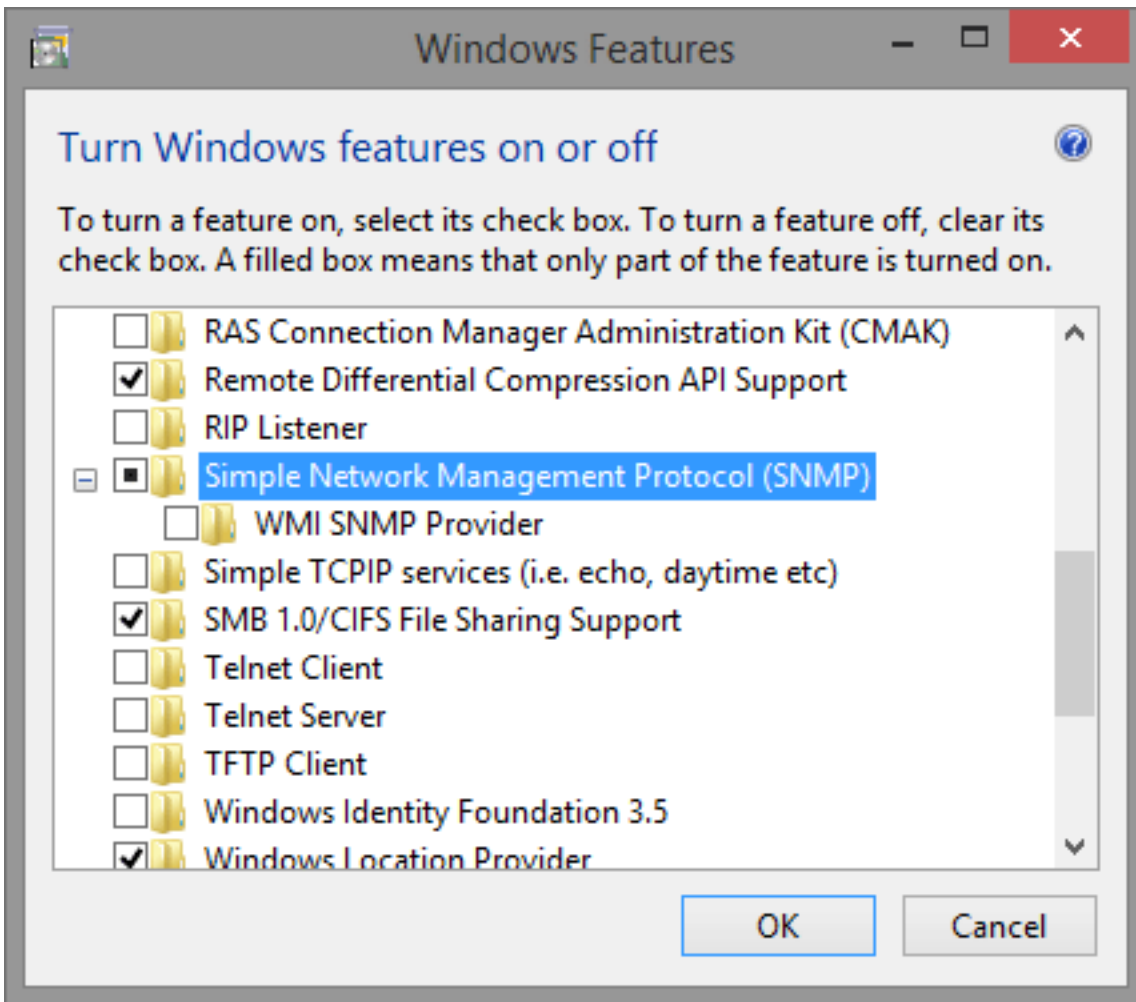 Windows Features
Turn Windows features on or off
To turn a feature on, select its check box. To turn a feature off, clear its
check box. A filled box means that only part of the feature is turned on.
RAS Connection Manager Administration Kit (CMAK)
Remote Differential Compression API Support
RIP Listener
Simple Network Management Protocol (SNMP)
WMI SNMP Provider
Simple TCPIP services (i.e. echo, daytime etc)
SMB 1.0/CIFS File Sharing Support
Telnet Client
Telnet Server
TFTP Client
Windows Identity Foundation 3.5
Windows Location Provider
OK
Cancel